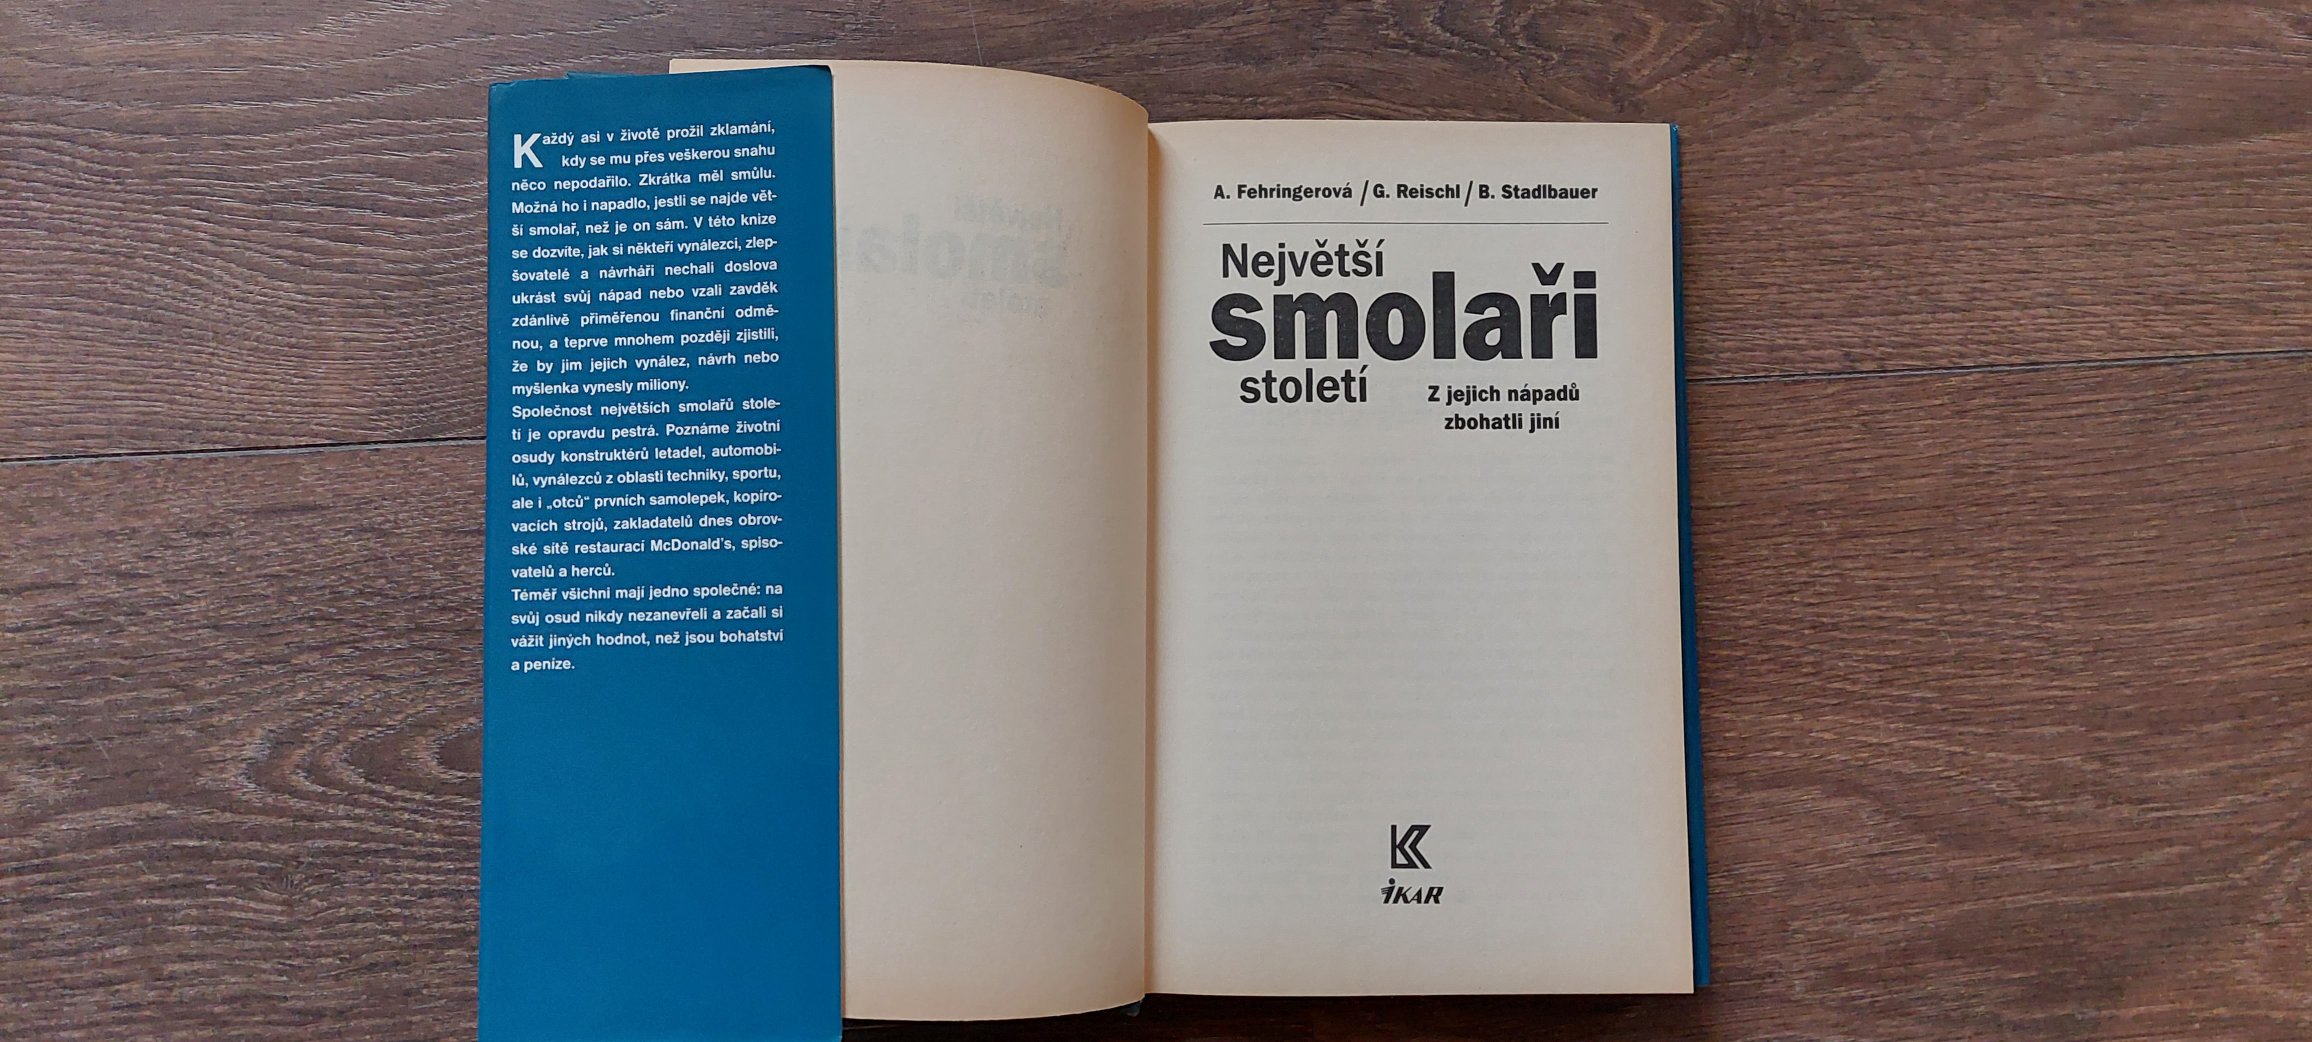 Každý asi v životě prožil zklamání,
kdy se mu přes veškerou snahu
něco nepodařilo. Zkrátka měl smůlu.
Možná ho i napadlo, jestli se najde vět-
ší smolař, než je on sám. V této knize
se dozvíte, jak si někteří vynálezci, zlep-
šovatelé a návrháři nechali doslova
ukrást svůj nápad nebo vzali zavděk
zdánlivě přiměřenou finanční odmě-
nou, a teprve mnohem později zjistili,
že by jim jejich vynález, návrh nebo
myšlenka vynesly miliony.
Společnost největších smolařů stole-
tí je opravdu pestrá. Poznáme životní
osudy konstruktérů letadel, automobi-
lů, vynálezců z oblasti techniky, sportu,
ale i „otců“ prvních samolepek, kopíro-
vacích strojů, zakladatelů dnes obrov-
ské sítě restaurací McDonald's, spiso-
vatelů a herců.
Téměř všichni mají jedno společné: na
svůj osud nikdy nezanevřeli a začali si
vážit jiných hodnot, než jsou bohatství
a peníze.
A. Fehringerová / G. Reischl / B. Stadlbauer
Největší
smolaři
století
Z jejich nápadů
zbohatli jiní
IKAR